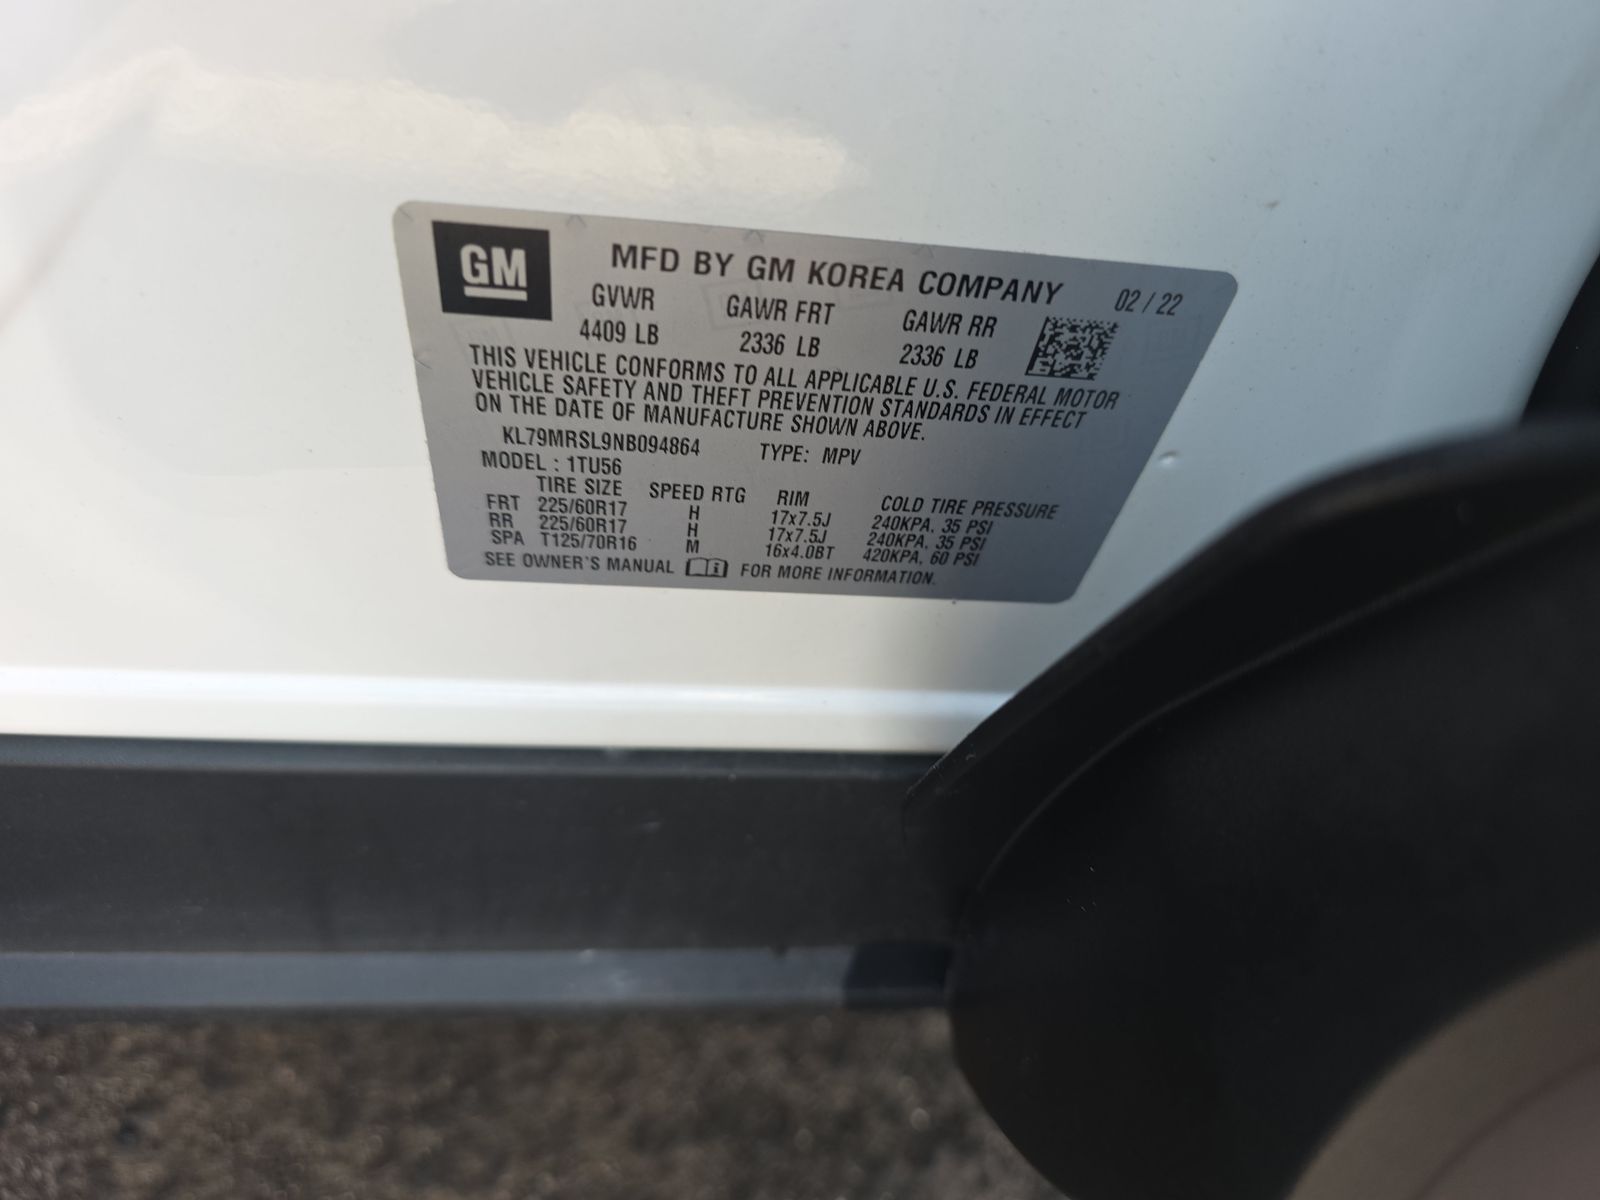 GM
MFD BY GM KOREA COMPANY 02 / 22
GVWR GAWR FRT GAWR RR
4409 LB 2336 LB 2336 LB
THIS VEHICLE CONFORMS TO ALL APPLICABLE U.S. FEDERAL MOTOR
VEHICLE SAFETY AND THEFT PREVENTION STANDARDS IN EFFECT
ON THE DATE OF MANUFACTURE SHOWN ABOVE.
KL79MRSL9NB094864 TYPE: MPV
MODEL : 1TU56
TIRE SIZE SPEED RTG RIM COLD TIRE PRESSURE
FRT 225/60R17 H 17x7.5J 240KPA, 35 PSI
RR 225/60R17 H 17x7.5J 240KPA, 35 PSI
SPA T125/70R16 M 16x4.0BT 420KPA, 60 PSI
SEE OWNER'S MANUAL FOR MORE INFORMATION.